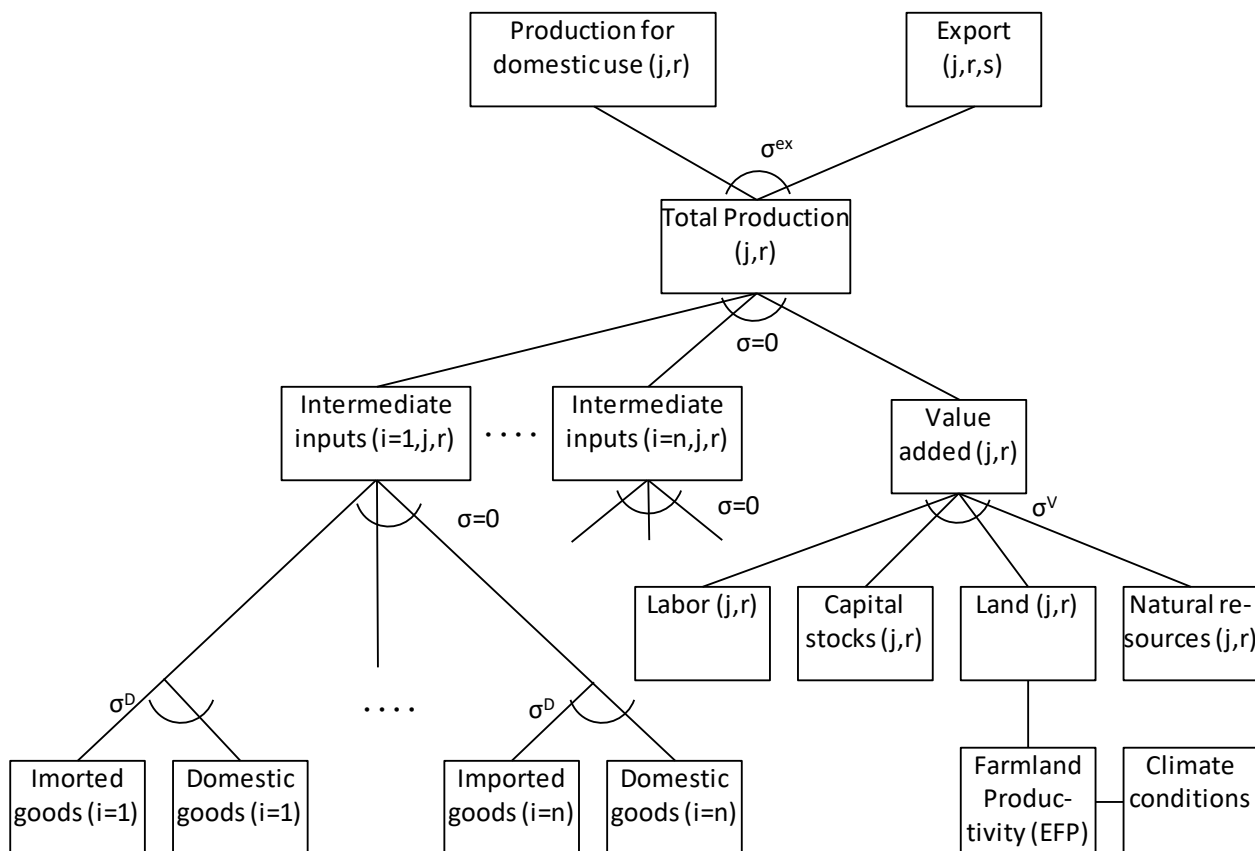 Production for
domestic use (j,r)
Export
(j,r,s)
σex
Total Production
(j,r)
σ=0
Intermediate
inputs (i=1,j,r)
. . . .
Intermediate
inputs (i=n,j,r)
Value
added (j,r)
σ=0
σ=0
σV
Labor (j,r)
Capital
stocks (j,r)
Land (j,r)
Natural re-
sources (j,r)
σD
. . . .
σD
Imorted
goods (i=1)
Domestic
goods (i=1)
Imported
goods (i=n)
Domestic
goods (i=n)
Farmland
Produc-
tivity (EFP)
Climate
conditions